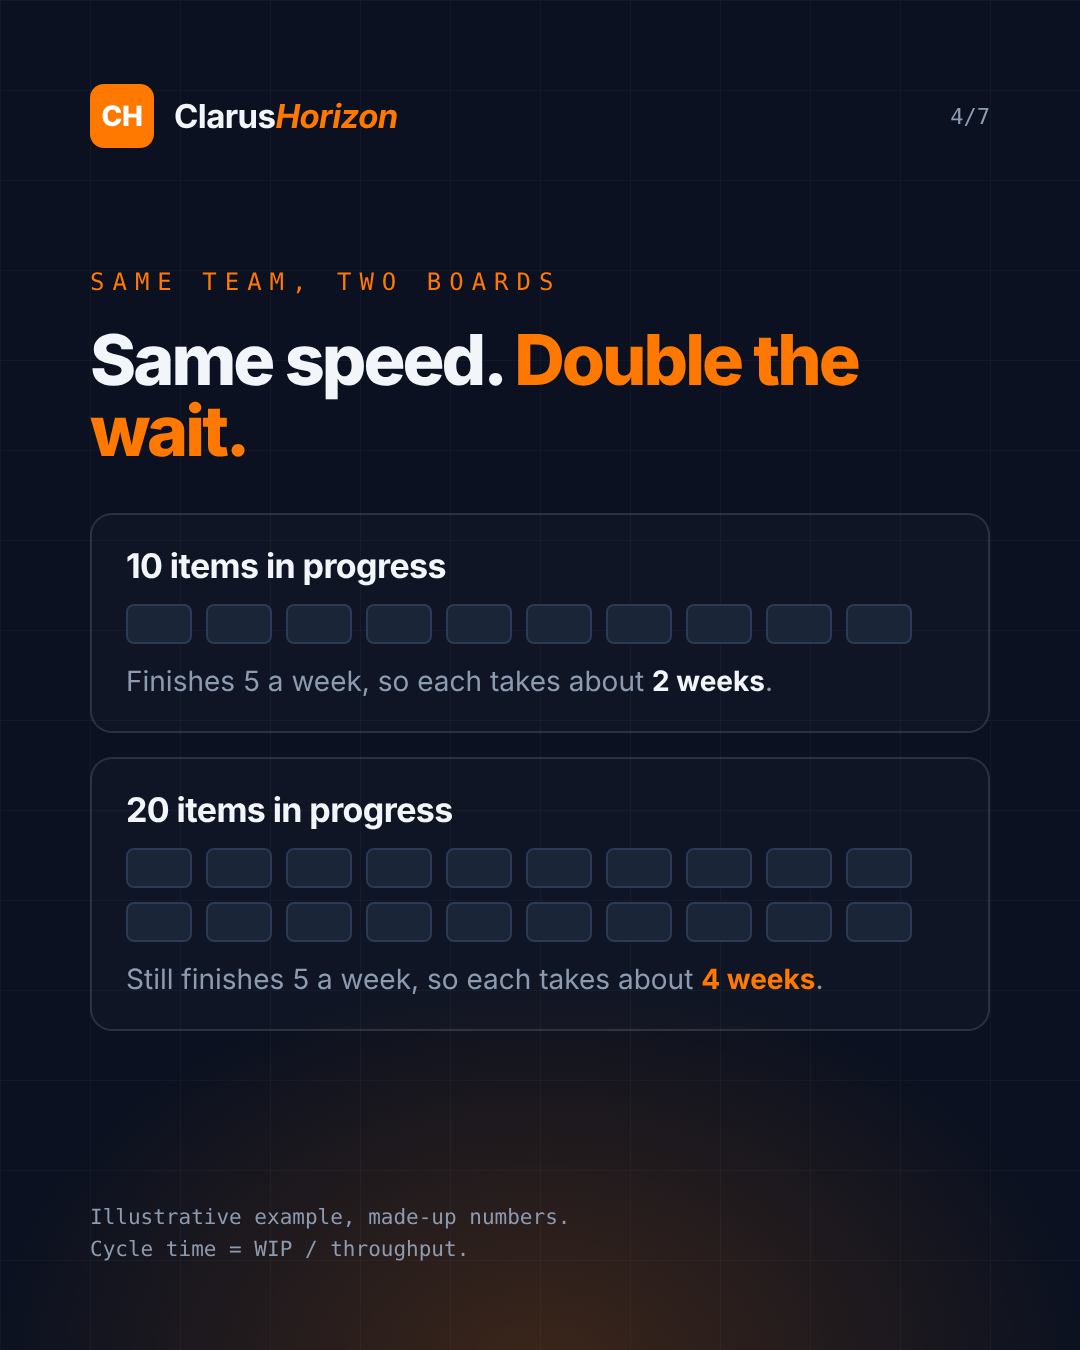 CH
ClarusHorizon
4/7
SAME TEAM, TWO BOARDS
Same speed. Double the
wait.
10 items in progress
Finishes 5 a week, so each takes about 2 weeks.
20 items in progress
Still finishes 5 a week, so each takes about 4 weeks.
Illustrative example, made-up numbers.
Cycle time = WIP / throughput.